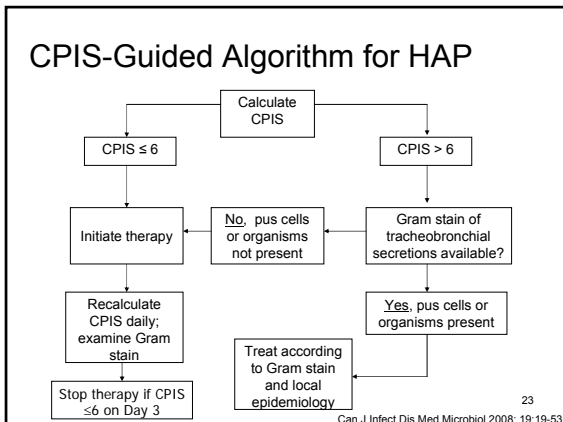 CPIS-Guided Algorithm for HAP
Calculate
CPIS
CPIS ≤ 6
CPIS > 6
Initiate therapy
No, pus cells
or organisms
not present
Gram stain of
tracheobronchial
secretions available?
Recalculate
CPIS daily;
examine Gram
stain
Yes, pus cells or
organisms present
Treat according
to Gram stain
and local
epidemiology
Stop therapy if CPIS
≤6 on Day 3
23
Can J Infect Dis Med Microbiol 2008; 19:19-53